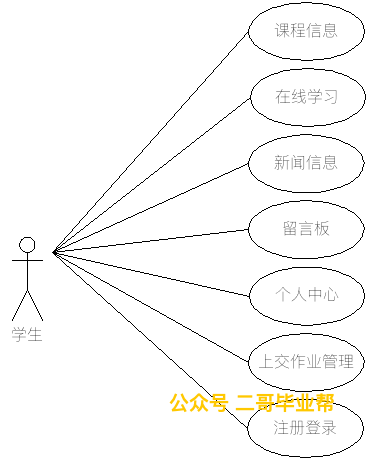 课程信息
在线学习
新闻信息
留言板
个人中心
学生
上交作业管理
公众号 二哥毕业帮
注册登录